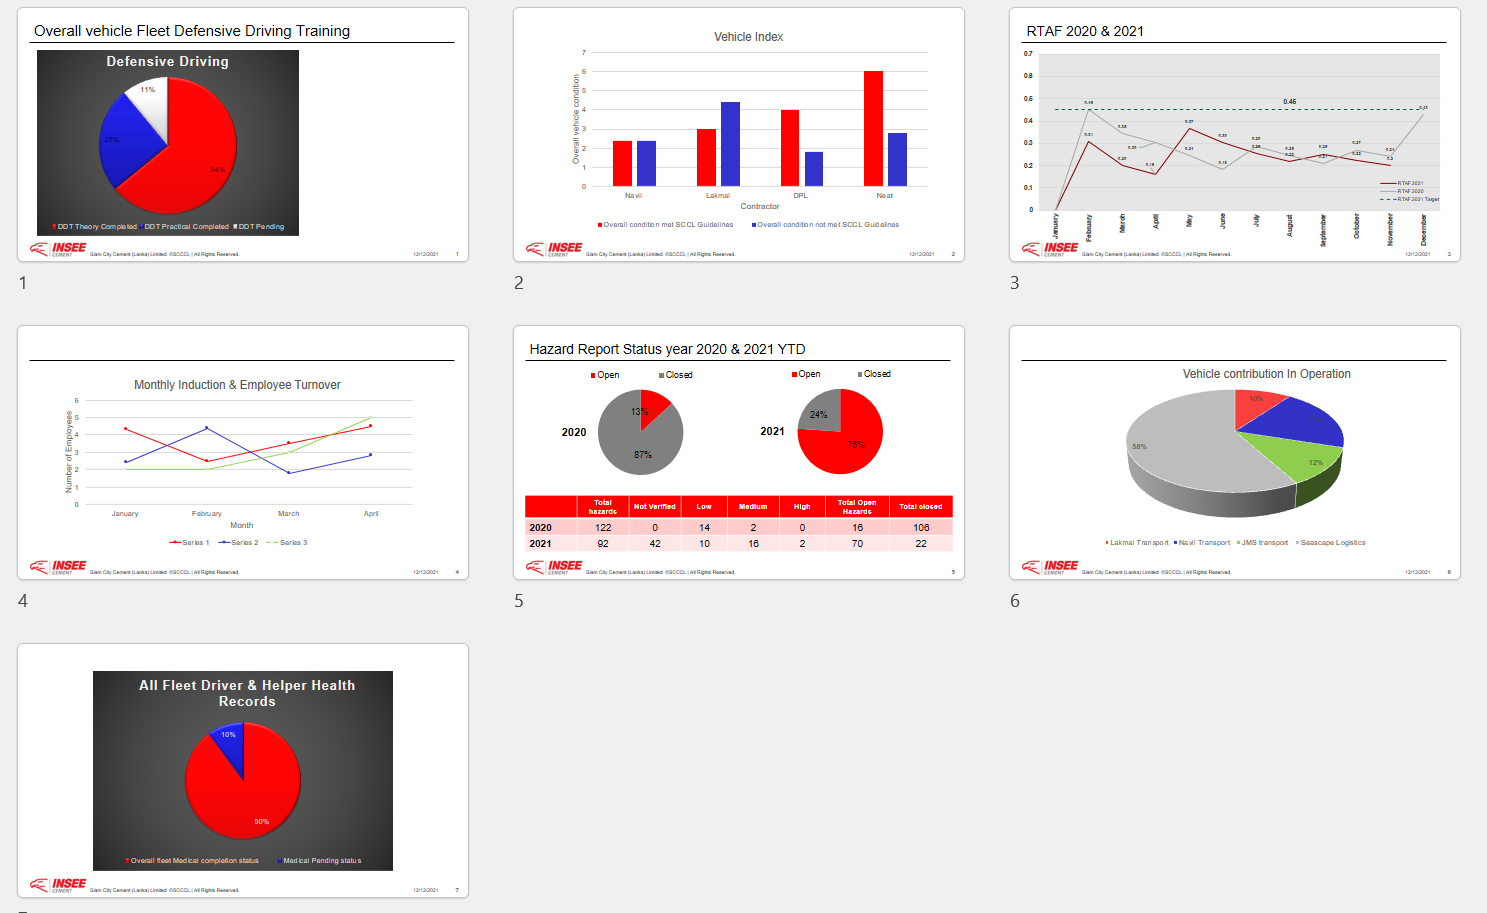 Overall vehicle Fleet Defensive Driving Training
Defensive Driving
11%
25%
64%
DDT Theory Completed DDT Practical Completed DDT Pending
INSEE
CEMENT
Siam City Cement (Lanka) Limited ©SCCCL | All Rights Reserved. 12/12/2021 1
1
Vehicle Index
7
6
5
4
3
2
1
0
Overall vehicle condition
Navil Lakmal DPL Neat
Contractor
Overall condition met SCCL Guidelines Overall condition not met SCCL Guidelines
INSEE
CEMENT
Siam City Cement (Lanka) Limited ©SCCCL | All Rights Reserved. 12/12/2021 2
2
RTAF 2020 & 2021
0.7
0.6
0.5
0.4
0.3
0.2
0.1
0
0.46
January February March April May June July August September October November December
RTAF 2021
RTAF 2020
RTAF 2021 Target
INSEE
CEMENT
Siam City Cement (Lanka) Limited ©SCCCL | All Rights Reserved. 12/12/2021 3
3
Monthly Induction & Employee Turnover
6
5
4
3
2
1
0
Number of Employees
January February March April
Month
Series 1 Series 2 Series 3
INSEE
CEMENT
Siam City Cement (Lanka) Limited ©SCCCL | All Rights Reserved. 12/12/2021 4
4
Hazard Report Status year 2020 & 2021 YTD
Open Closed
Open Closed
2020
13%
87%
2021
24%
76%
Total hazards Not Verified Low Medium High Total Open Hazards Total closed
2020 122 0 14 2 0 16 106
2021 92 42 10 16 2 70 22
INSEE
CEMENT
Siam City Cement (Lanka) Limited ©SCCCL | All Rights Reserved. 5
5
Vehicle contribution In Operation
10%
58%
12%
Lakmal Transport Navil Transport JMS transport Seascape Logistics
INSEE
CEMENT
Siam City Cement (Lanka) Limited ©SCCCL | All Rights Reserved. 12/12/2021 6
6
All Fleet Driver & Helper Health
Records
10%
90%
Overall fleet Medical completion status Medical Pending status
INSEE
CEMENT
Siam City Cement (Lanka) Limited ©SCCCL | All Rights Reserved. 12/12/2021 7